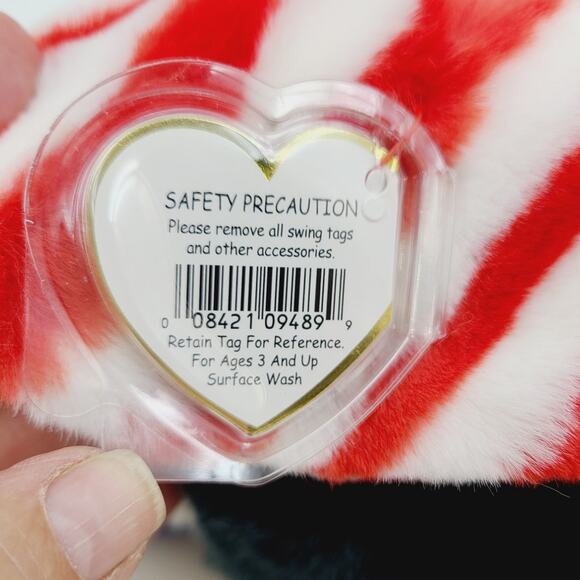 SAFETY PRECAUTION
Please remove all swing tags
and other accessories.
0 08421 09489 9
Retain Tag For Reference.
For Ages 3 And Up
Surface Wash